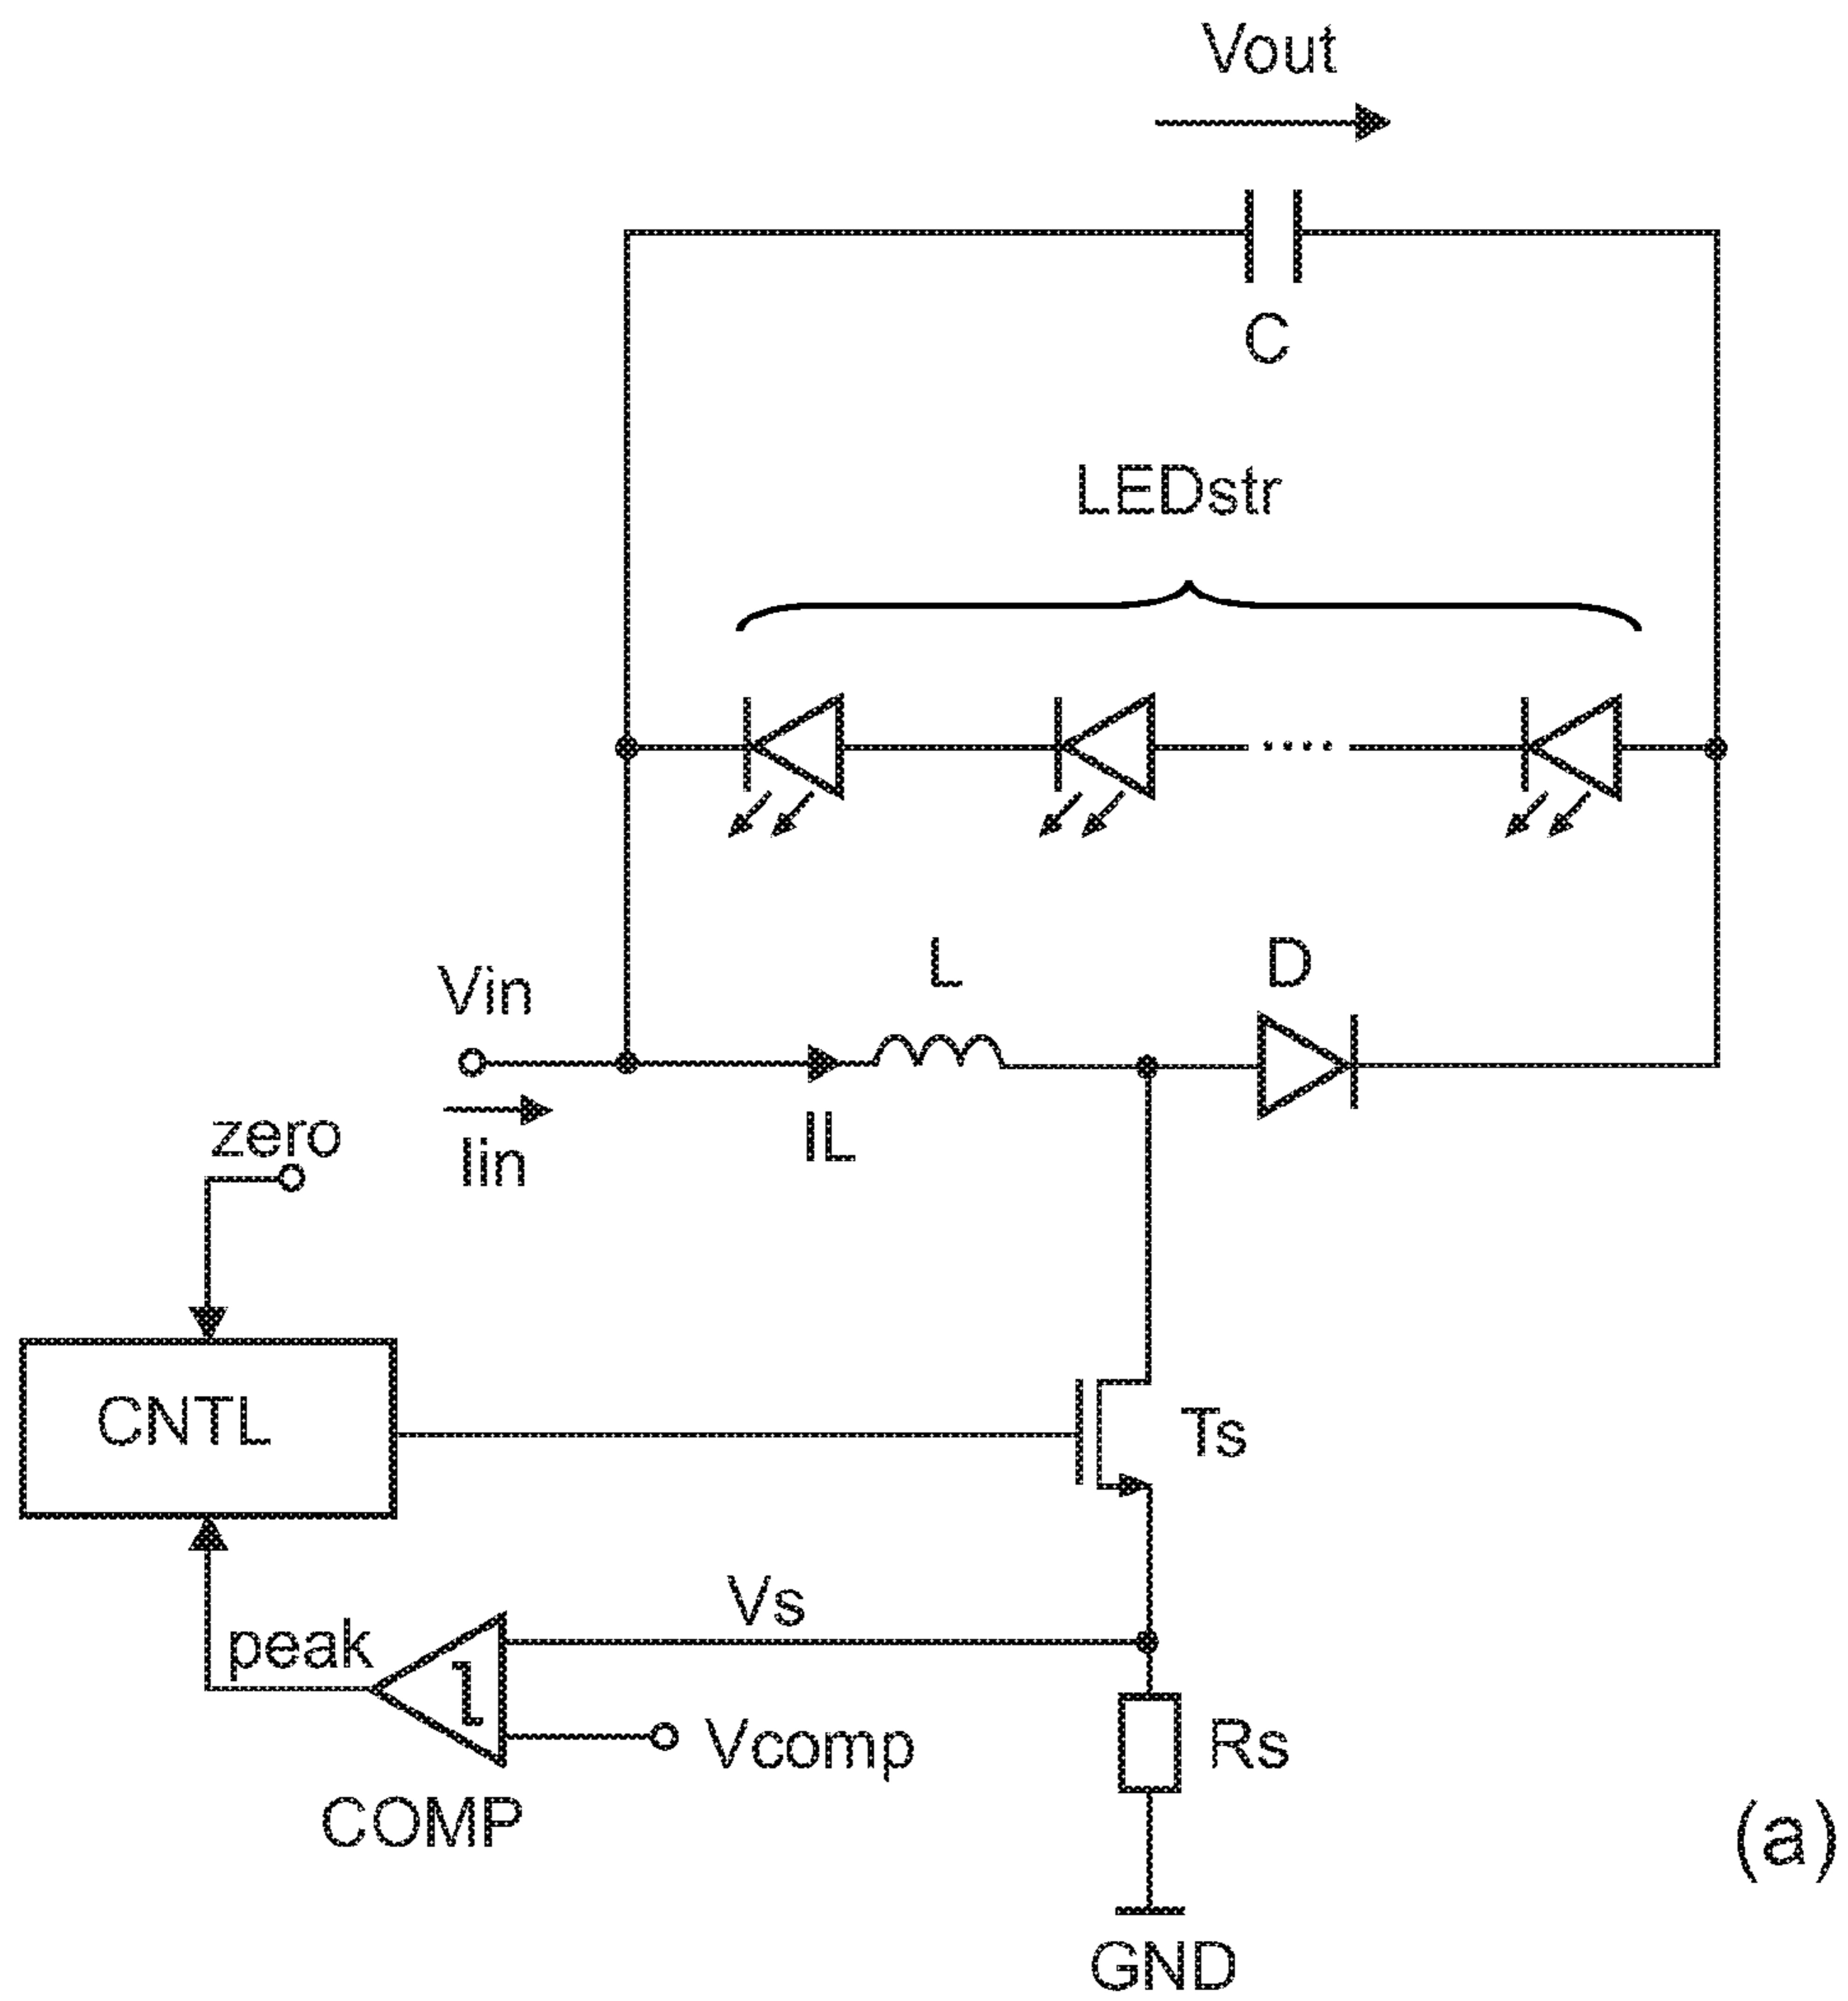 Vout
C
LEDstr
L
D
Vin
IL
Iin
zero
CNTL
Ts
Vs
peak
Vcomp
Rs
COMP
(a)
GND